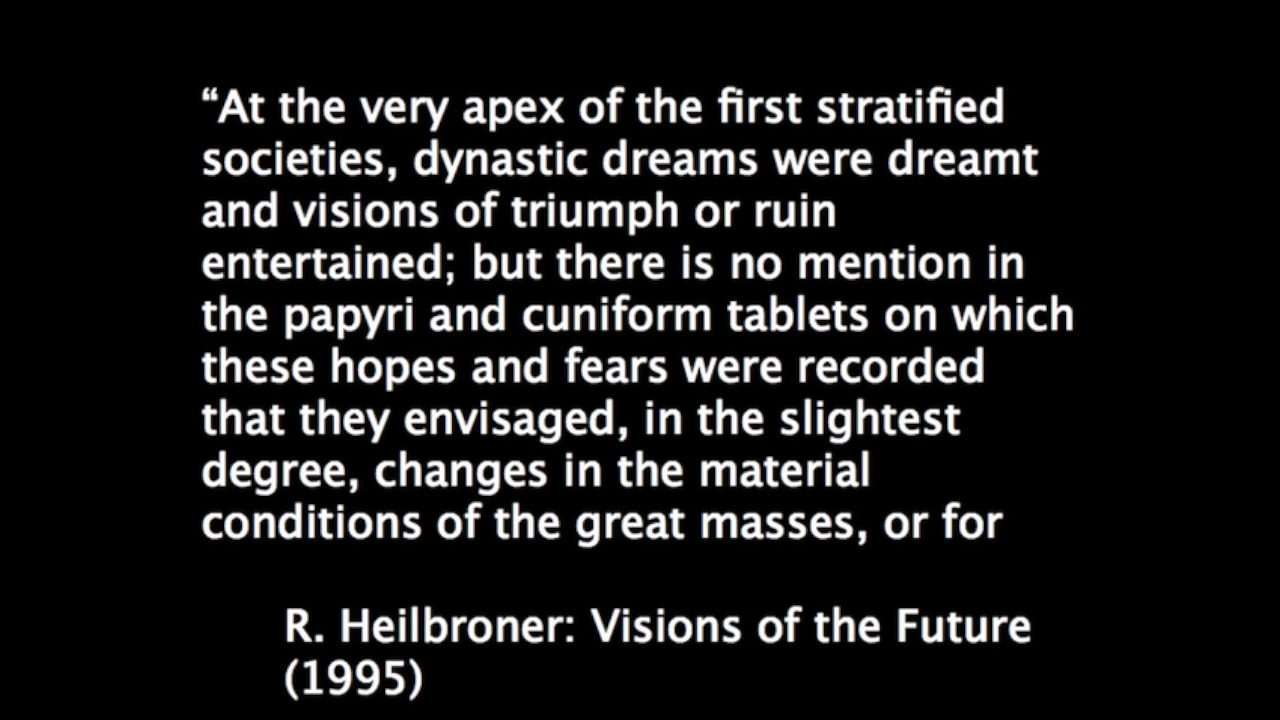 “At the very apex of the first stratified
societies, dynastic dreams were dreamt
and visions of triumph or ruin
entertained; but there is no mention in
the papyri and cuniform tablets on which
these hopes and fears were recorded
that they envisaged, in the slightest
degree, changes in the material
conditions of the great masses, or for
R. Heilbroner: Visions of the Future
(1995)